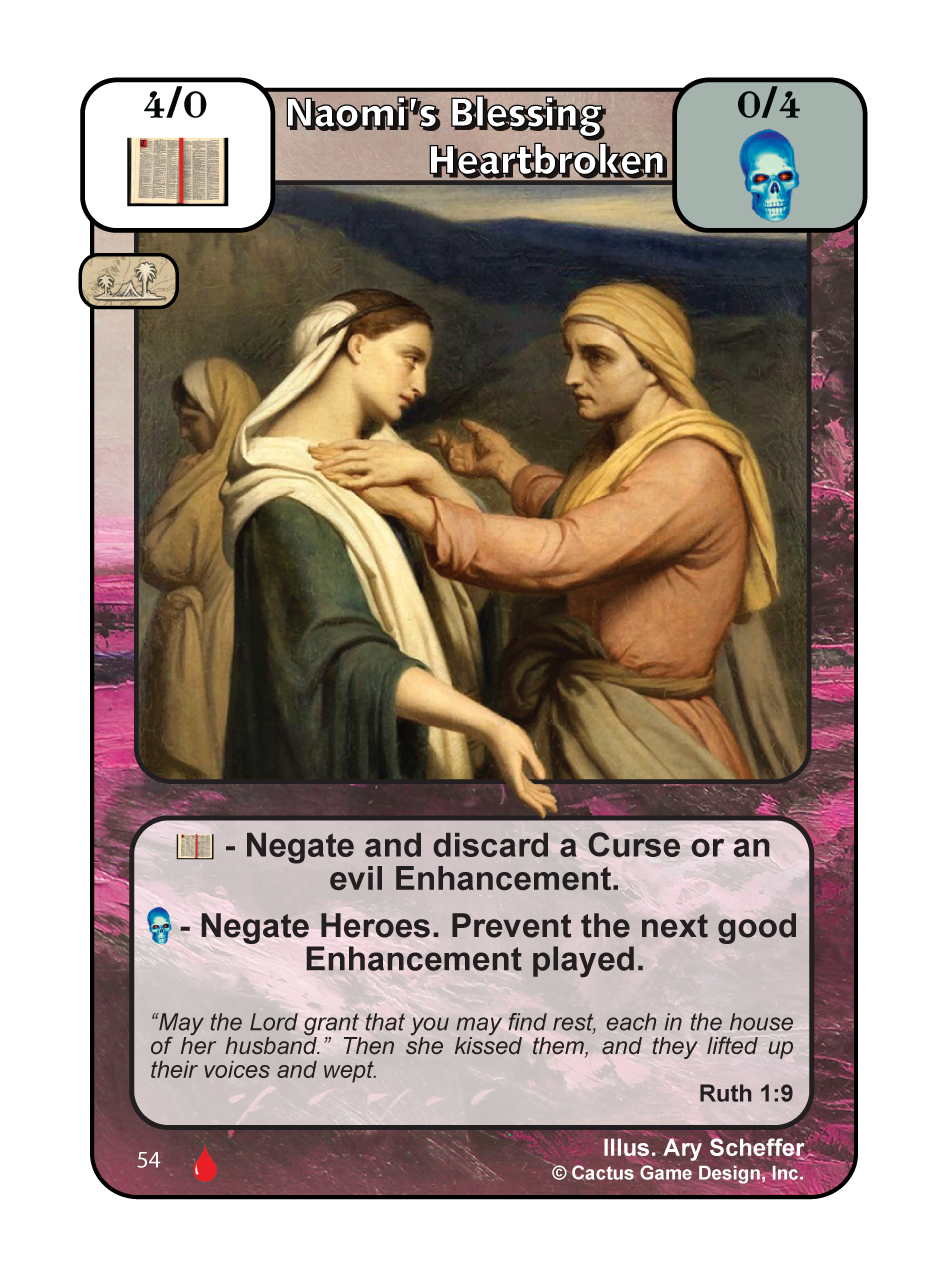 4/0
Naomi's Blessing
Heartbroken
0/4
- Negate and discard a Curse or an
evil Enhancement.
- Negate Heroes. Prevent the next good
Enhancement played.
“May the Lord grant that you may find rest, each in the house
of her husband.” Then she kissed them, and they lifted up
their voices and wept.
Ruth 1:9
54
Illus. Ary Scheffer
© Cactus Game Design, Inc.